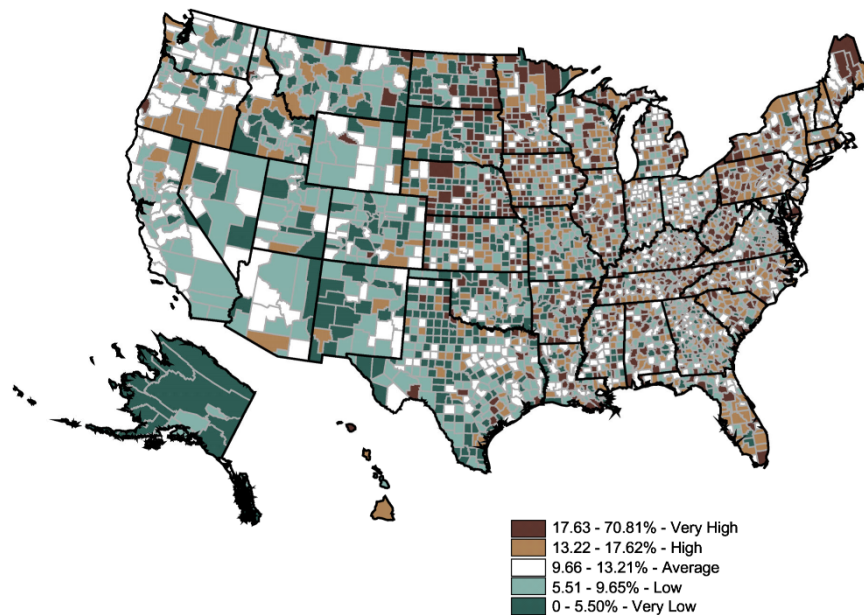 17.63 - 70.81% - Very High
13.22 - 17.62% - High
9.66 - 13.21% - Average
5.51 - 9.65% - Low
0 - 5.50% - Very Low